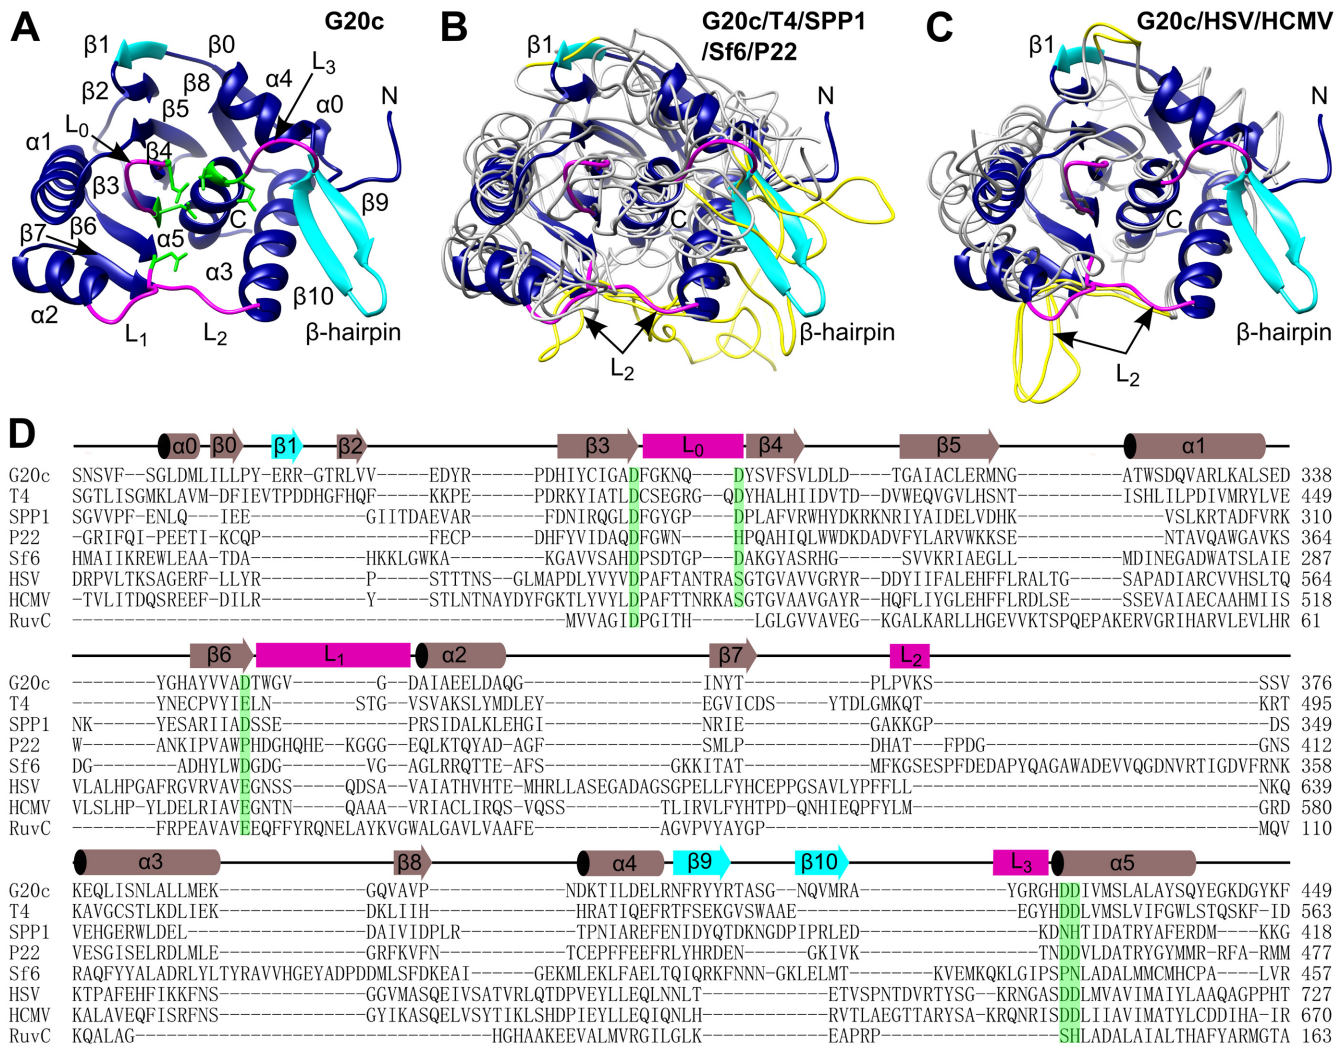 A
G20c
β1
β0
β2
β8
α4
L3
β5
α0
N
L0
α1
β4
β3
β9
β7
β6
α5
C
α3
α2
β10
L1
L2
β-hairpin
B
G20c/T4/SPP1
/Sf6/P22
β1
N
C
β-hairpin
L2
C
G20c/HSV/HCMV
β1
N
C
β-hairpin
L2
D
α0 β0 β1 β2 β3 L0 β4 β5 α1
G20c SNSVF--SGLDMLILLPY-ERR-GTRLVV------EDYR--------PDHIYCIGADFGKNQ----DYSVFSVLDLD----TGAIACLERMNG----------ATWSDQVARLKALSED 338
T4 SGTLISGMKLAVM-DFIEVTPDDHGFHQF------KKPE--------PDRKYIATLDCSEGRG--QDYHALHIIDVTD--DVWEQVGVLHSNT----------ISHLILPDIVMRYLVE 449
SPP1 SGVVPF-ENLQ---IEE-----------GIITDAEVAR---------FDNIRQGLDFGYGP----DPLAFVRWHYDKRKNRIYAIDELVDHK--------------VSLKRTADFVRK 310
P22 -GRIFQI-PEETI-KCQP----------------FECP--------DHFYVIDAQDFGWN-----HPQAHIQLWWDKDADVFYLARVWKKSE--------------NTAVQAWGAVKS 364
Sf6 HMAIIKREWLEAA--TDA-----------HKKLGWKA----------KGAVVSAHDPSDTGP---DAKGYASRHG------SVVKRIAEGLL-------MDINEGADWATSLAIE 287
HSV DRPVLTKSAGERF-LLYR----------P-----STTTNS--GLMAPDLYVYVDPAFTANTRASGTGVAVVGRYR--DDYIIFALEHFFLRALTG-----SAPADIARCVVHSLTQ 564
HCMV -TVLITDQSREEF-DILR----------Y-----STLNTNAYDYFGKTLYVYLDPAFTTNRKASGTGVAAVGAYR--HQFLIYGLEHFFLRDLSE-----SSEVAIAECAAHMIIS 518
RuvC -----------------------------------------------MVVAGIDPGITH------LGLGVVAVEG---KGALKARLLHGEVVKTSPQEPAKERVGRIHARVLEVLHR 61
β6 L1 α2 β7 L2
G20c --------YGHAYVVADTWGV--------G--DAIAEELDAQG------------------INYT----------PLPVKS-------------------------------SSV 376
T4 --------YNECPVYIELN--------STG--VSVAKSLYMDLEY----------------EGVICDS-----YTDLGMKQT------------------------------KRT 495
SPP1 NK------YESARIIADSSE------------PRSIDALKLEHGI----------------NRIE----------GAKKGP-------------------------------DS 349
P22 W-------ANKIPVAWPHDGHQHE--KGGG--EQLKTQYAD-AGF----------------SMLP----------DHAT---FPDG--------------------------GNS 412
Sf6 DG--------ADHYLWDGDG--------VG--AGLRRQTTE-AFS------------GKKITAT----------MFKGSESPFDEDAPYQAGAWADEVVQGDNVRTIGDVFRNK 358
HSV VLALHPGAFRGVRVAVEGNSS-----QDSA--VAIATHVHTE-MHRLLASEGADAGSGPELLFYHCEPPGSAVLYPFFLL---------------------------------NKQ 639
HCMV VLSLHP-YLDELRIAVEGNTN-----QAAA--VRIACLIRQS-VQSS----------TLIRVLFYHTPD-QNHIEQPFYLM---------------------------------GRD 580
RuvC --------FRPEAVAVEEQFFYRQNELAYKVGWALGAVLVAAFE------------AGVPVYAYGP-----------------------------------------------MQV 110
α3 β8 α4 β9 β10 L3 α5
G20c KEQLISNLALLMEK--------------GQVAVP-------------NDKTILDELRNFRYYRTASG--NQVMRA--------------YGRGHDDIVMSLALAYSQYEGKDGYKF 449
T4 KAVGCSTLKDLIEK--------------DKLIIH-------------HRATIQEFRTFSEKGVSWAAE---------------------EGYHDDLVMSLVIFGWLSTQSKF-ID 563
SPP1 VEHGERWLDEL-----------------DAIVIDPLR----------TPNIAREFENIDYQTDKNGDPIPRLED-----------------KDNHTIDATRYAFERDM----KKG 418
P22 VESGISELRDLMLE--------------GRFKVFN------------TCEPFFEEFRLYHRDEN------GKIVK---------------TNDDVLDATRYGYMMR-RFA-RMM 477
Sf6 RAQFYYALADRLYLTYRAVVHGEYADPDDMLSFDKEAI-------GEKMLEKLFAELTQIQRKFNNN-GKLELMT--------KVEMKQKLGIPSPNLADALMMCMHCPA---LVR 457
HSV KTPAFEHFIKKFNS--------------GGVMASQEIVSATVRLQTDPVEYLLEQLNNLT------------ETVSPNTDVRTYSG--KRNGASDDLMVAVIMAIYLAAQAGPPHT 727
HCMV KALAVEQFISRFNS--------------GYIKASQELVSYTIKLSHDPIEYLLEQIQNLH------------RVTLAEGTTARYSA-KRQNRISDDLIIAVIMATYLCDDIHA-IR 670
RuvC KQALAG-----------------------------------HGHAAKEEVALMVRGILGLK-----------EAPRP---------------------SHLADALAIALTHAFYARMGTA 163